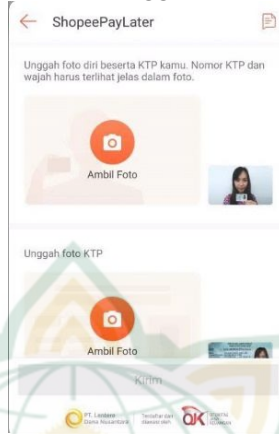 ShopeePayLater
Unggah foto diri beserta KTP kamu. Nomor KTP dan
wajah harus terlihat jelas dalam foto.
Ambil Foto
Unggah foto KTP
Ambil Foto
Kirim
PT. Lentera
Dana Nusantara
Terdaftar dan
diawasi oleh
OJK